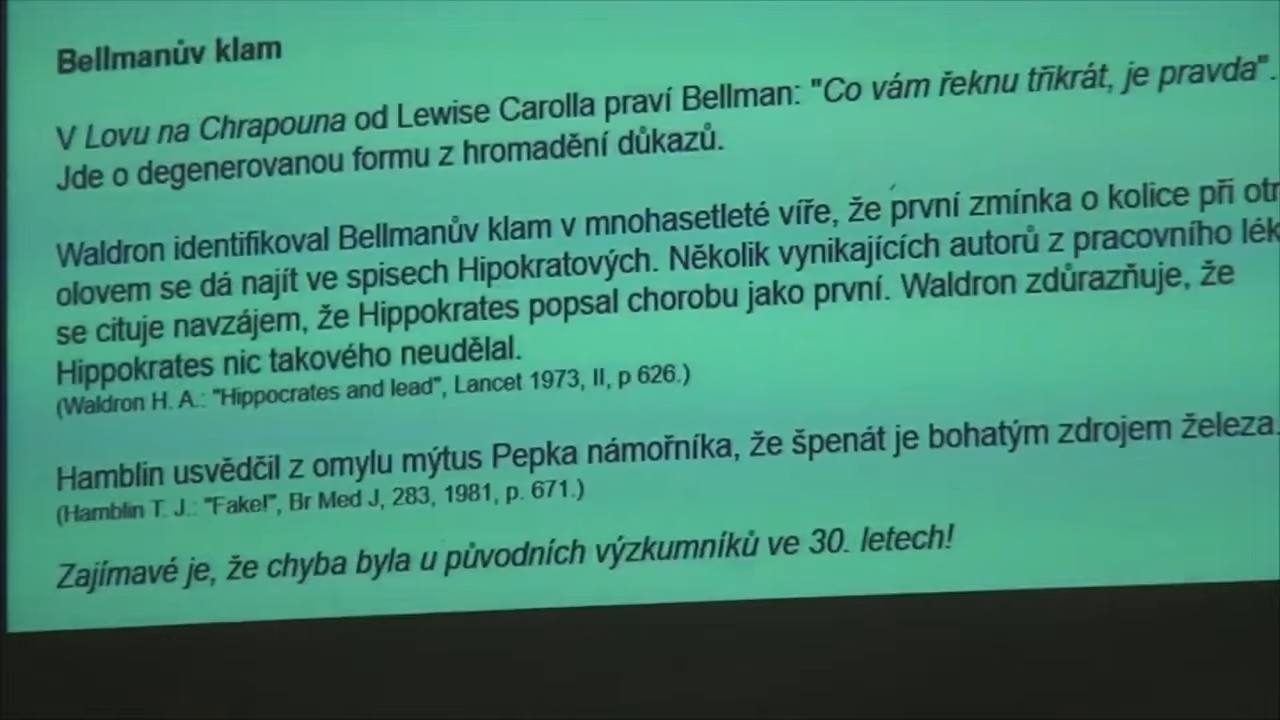 Bellmanův klam
V Lovu na Chrapouna od Lewise Carolla praví Bellman: "Co vám řeknu třikrát, je pravda".
Jde o degenerovanou formu z hromadění důkazů.
Waldron identifikoval Bellmanův klam v mnohasetleté víře, že první zmínka o kolice při otr
olovem se dá najít ve spisech Hipokratových. Několik vynikajících autorů z pracovního lék
se cituje navzájem, že Hippokrates popsal chorobu jako první. Waldron zdůrazňuje, že
Hippokrates nic takového neudělal.
(Waldron H. A.: "Hippocrates and lead", Lancet 1973, II, p 626.)
Hamblin usvědčil z omylu mýtus Pepka námořníka, že špenát je bohatým zdrojem železa.
(Hamblin T. J.: "Fake!", Br Med J, 283, 1981, p. 671.)
Zajímavé je, že chyba byla u původních výzkumníků ve 30. letech!